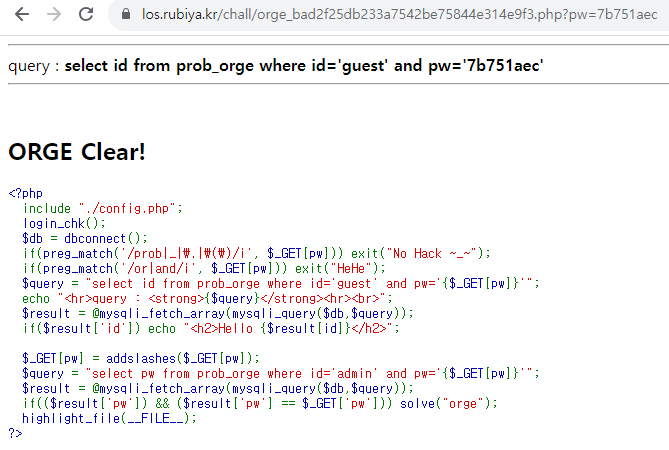 los.rubiya.kr/chall/orge_bad2f25db233a7542be75844e314e9f3.php?pw=7b751aec
query : select id from prob_orge where id='guest' and pw='7b751aec'
ORGE Clear!
<?php
  include "./config.php";
  login_chk();
  $db = dbconnect();
  if(preg_match('/prob|_|₩.|₩(₩)/i', $_GET[pw])) exit("No Hack ~_~");
  if(preg_match('/or|and/i', $_GET[pw])) exit("HeHe");
  $query = "select id from prob_orge where id='guest' and pw='{$_GET[pw]}'";
  echo "<hr>query : <strong>{$query}</strong><hr><br>";
  $result = @mysqli_fetch_array(mysqli_query($db,$query));
  if($result['id']) echo "<h2>Hello {$result[id]}</h2>";

  $_GET[pw] = addslashes($_GET[pw]);
  $query = "select pw from prob_orge where id='admin' and pw='{$_GET[pw]}'";
  $result = @mysqli_fetch_array(mysqli_query($db,$query));
  if(($result['pw']) && ($result['pw'] == $_GET['pw'])) solve("orge");
  highlight_file(__FILE__);
?>